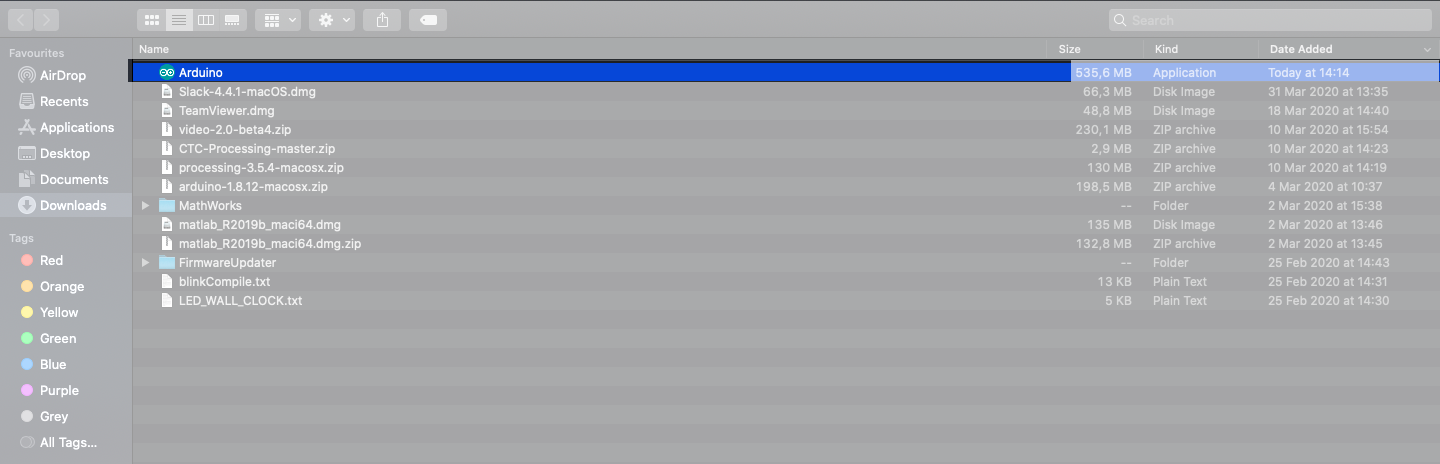 Search
Favourites
AirDrop
Recents
Applications
Desktop
Documents
Downloads
Tags
Red
Orange
Yellow
Green
Blue
Purple
Grey
All Tags...
Name Size Kind Date Added
Arduino 535,6 MB Application Today at 14:14
Slack-4.4.1-macOS.dmg 66,3 MB Disk Image 31 Mar 2020 at 13:35
TeamViewer.dmg 48,8 MB Disk Image 18 Mar 2020 at 14:40
video-2.0-beta4.zip 230,1 MB ZIP archive 10 Mar 2020 at 15:54
CTC-Processing-master.zip 2,9 MB ZIP archive 10 Mar 2020 at 14:23
processing-3.5.4-macosx.zip 130 MB ZIP archive 10 Mar 2020 at 14:19
arduino-1.8.12-macosx.zip 198,5 MB ZIP archive 4 Mar 2020 at 10:37
MathWorks -- Folder 2 Mar 2020 at 15:38
matlab_R2019b_maci64.dmg 135 MB Disk Image 2 Mar 2020 at 13:46
matlab_R2019b_maci64.dmg.zip 132,8 MB ZIP archive 2 Mar 2020 at 13:45
FirmwareUpdater -- Folder 25 Feb 2020 at 14:43
blinkCompile.txt 13 KB Plain Text 25 Feb 2020 at 14:31
LED_WALL_CLOCK.txt 5 KB Plain Text 25 Feb 2020 at 14:30